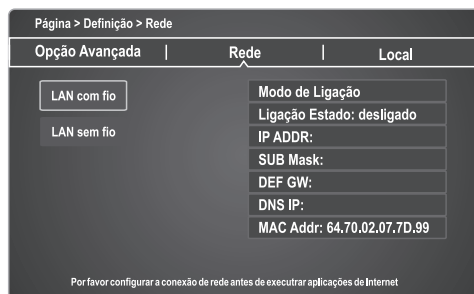 Página > Definição > Rede
Opção Avançada | Rede | Local
LAN com fio
LAN sem fio
Modo de Ligação
Ligação Estado: desligado
IP ADDR:
SUB Mask:
DEF GW:
DNS IP:
MAC Addr: 64.70.02.07.7D.99
Por favor configurar a conexão de rede antes de executrar aplicações de Internet